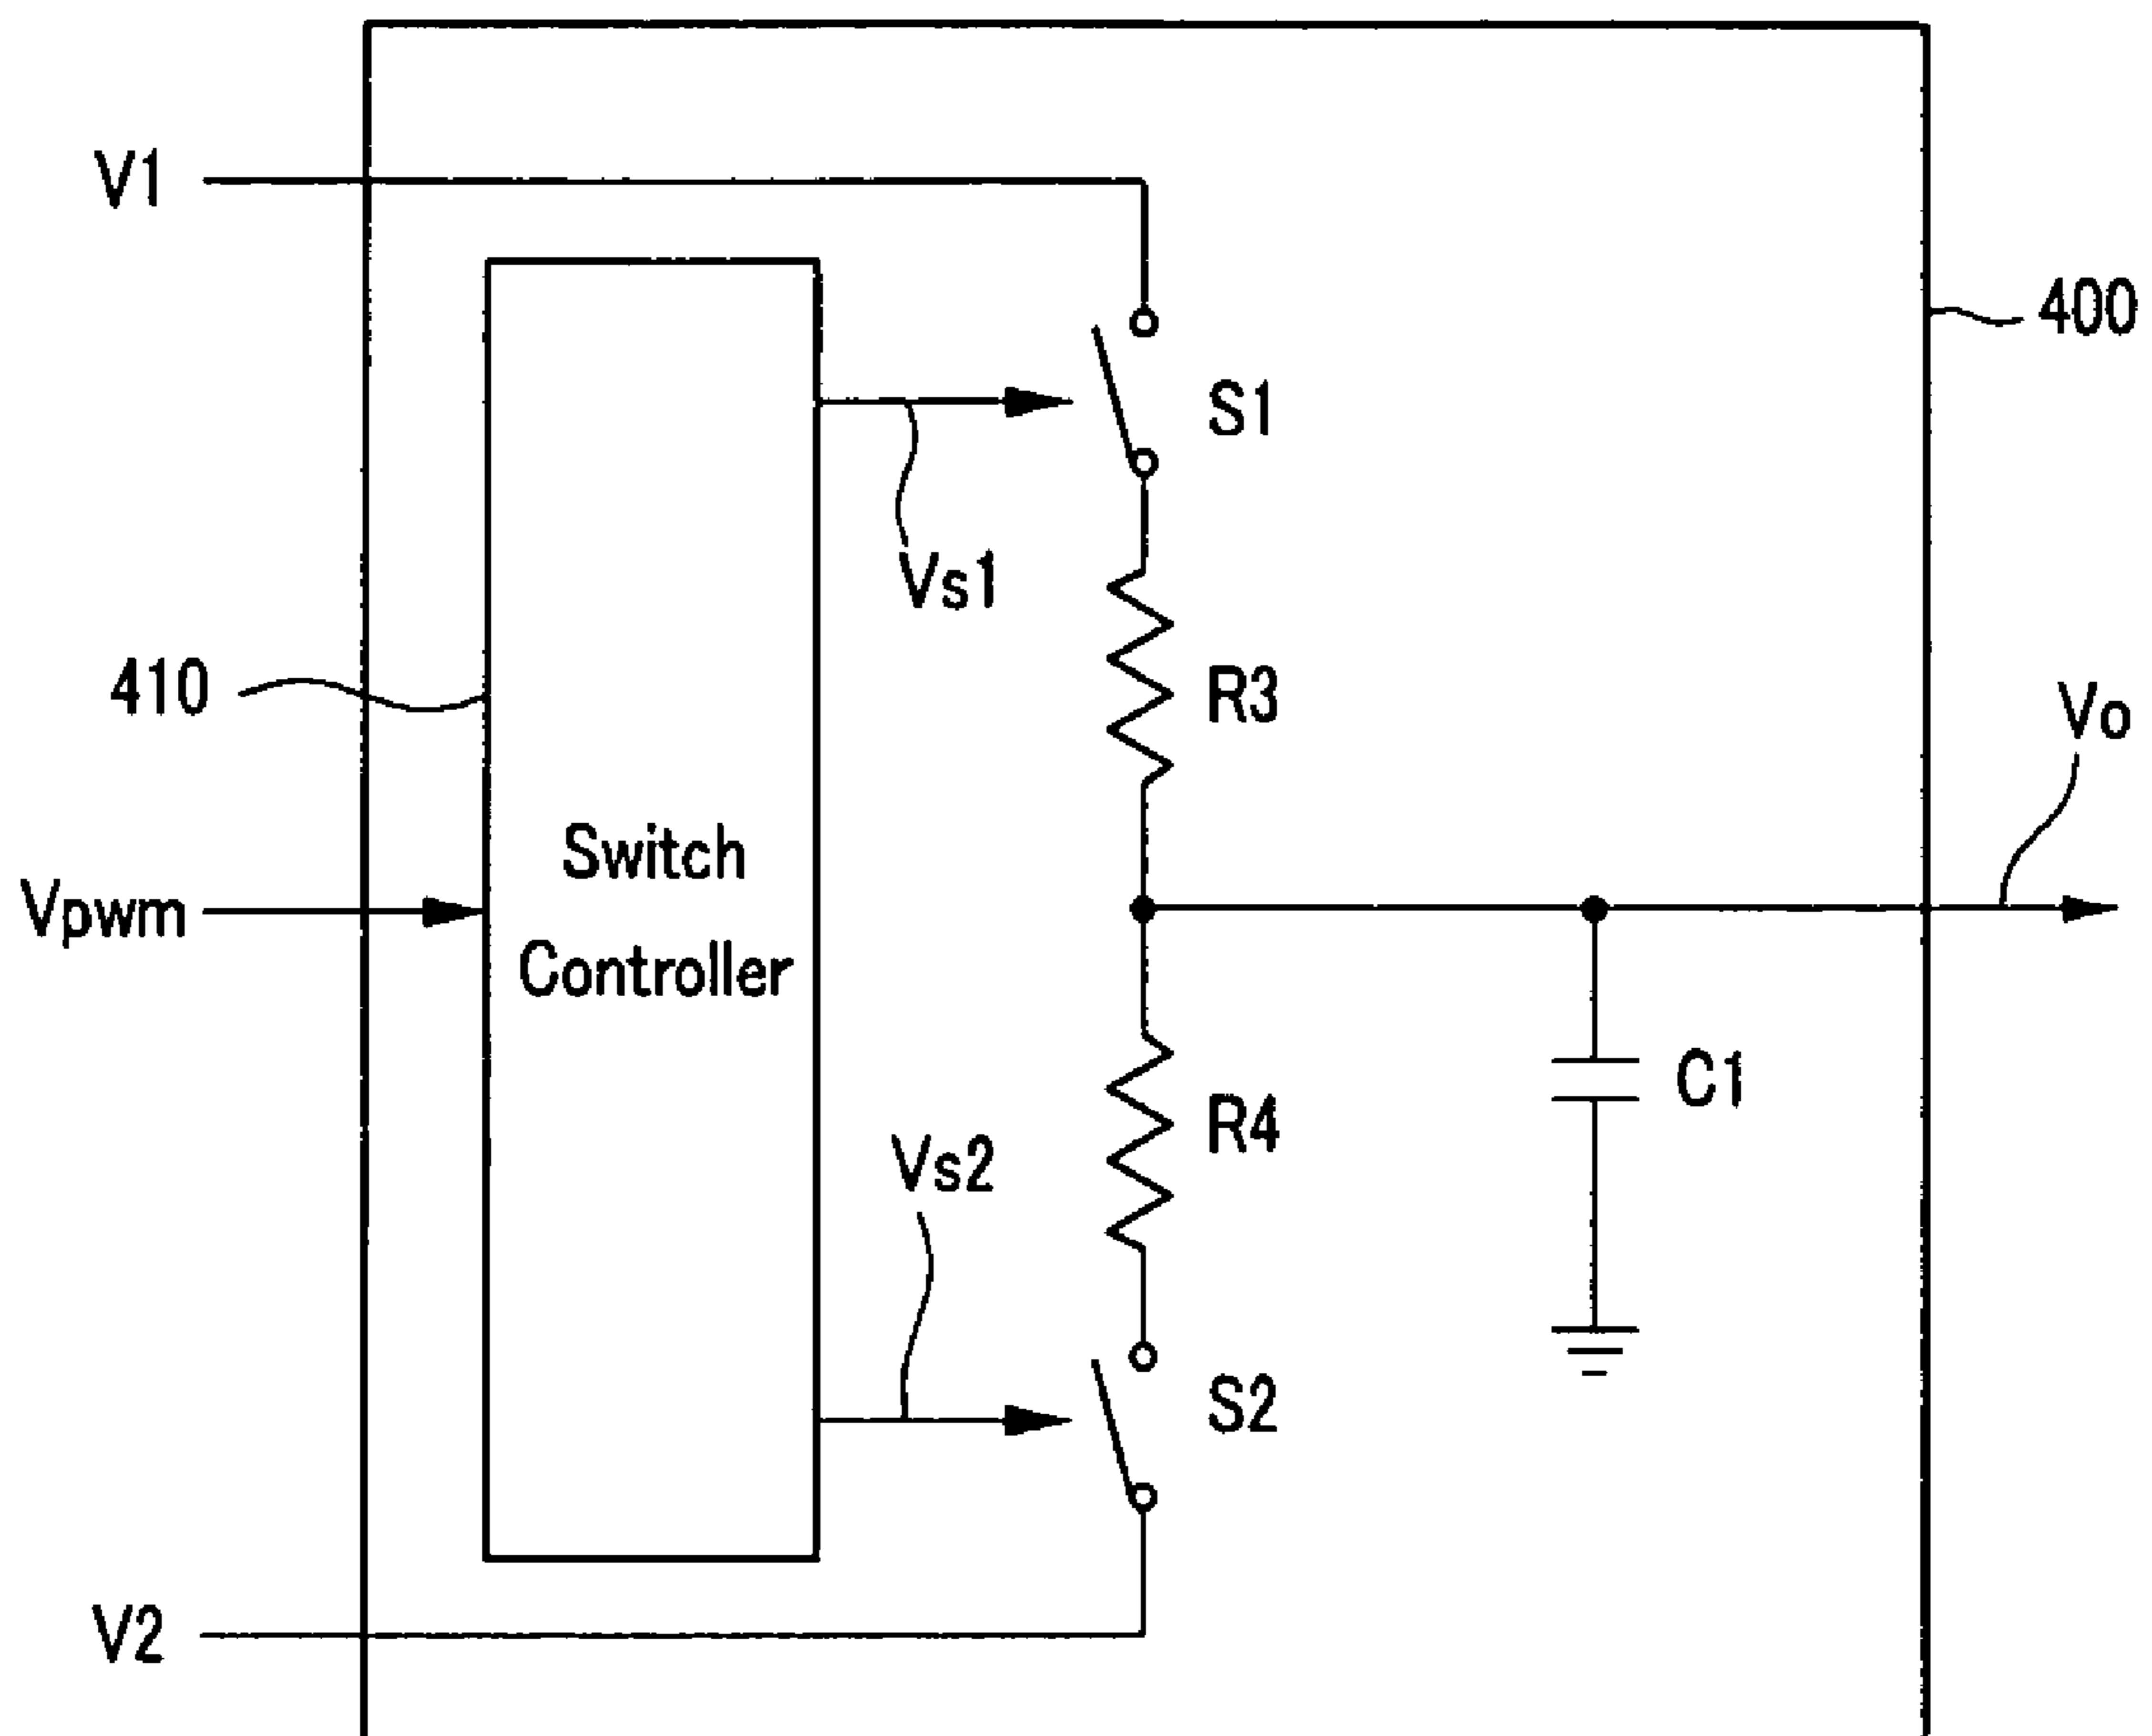 V1
400
S1
Vs1
410
R3
Vo
Switch
Controller
Vpwm
C1
R4
Vs2
S2
V2